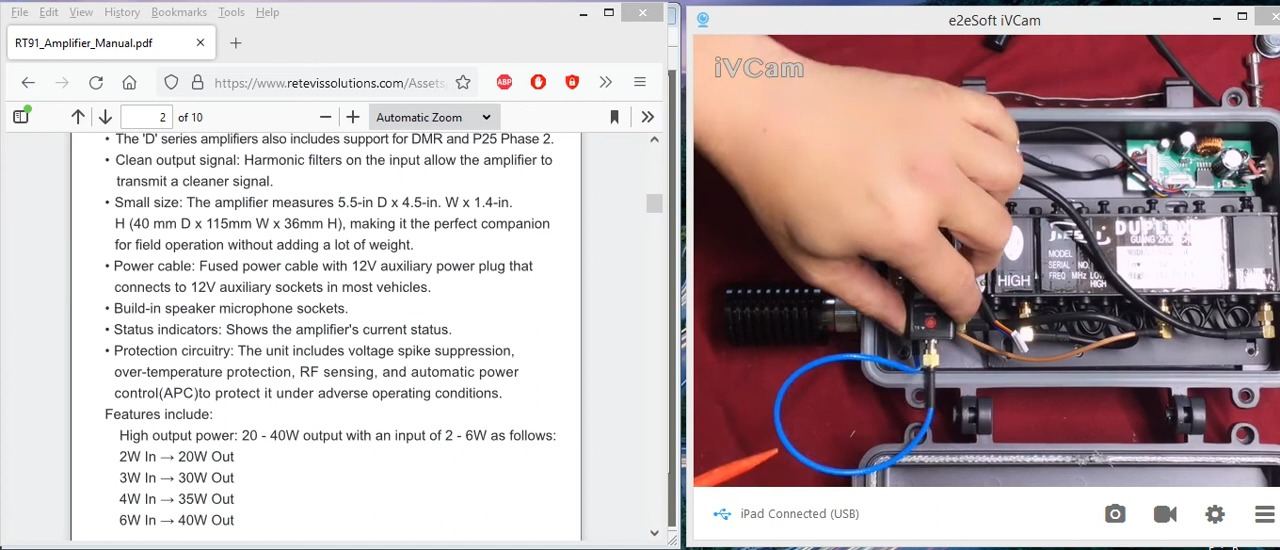 File Edit View History Bookmarks Tools Help
RT91_Amplifier_Manual.pdf
https://www.retevissolutions.com/Assets
ABP
2 of 10
Automatic Zoom
• The 'D' series amplifiers also includes support for DMR and P25 Phase 2.
• Clean output signal: Harmonic filters on the input allow the amplifier to
transmit a cleaner signal.
• Small size: The amplifier measures 5.5-in D x 4.5-in. W x 1.4-in.
H (40 mm D x 115mm W x 36mm H), making it the perfect companion
for field operation without adding a lot of weight.
• Power cable: Fused power cable with 12V auxiliary power plug that
connects to 12V auxiliary sockets in most vehicles.
• Build-in speaker microphone sockets.
• Status indicators: Shows the amplifier's current status.
• Protection circuitry: The unit includes voltage spike suppression,
over-temperature protection, RF sensing, and automatic power
control(APC)to protect it under adverse operating conditions.
Features include:
High output power: 20 - 40W output with an input of 2 - 6W as follows:
2W In → 20W Out
3W In → 30W Out
4W In → 35W Out
6W In → 40W Out
e2eSoft iVCam
iVCam
HIGH
DUPLEX
MODEL
SERIAL NO.
FREQ MHz LOW
HIGH
iPad Connected (USB)